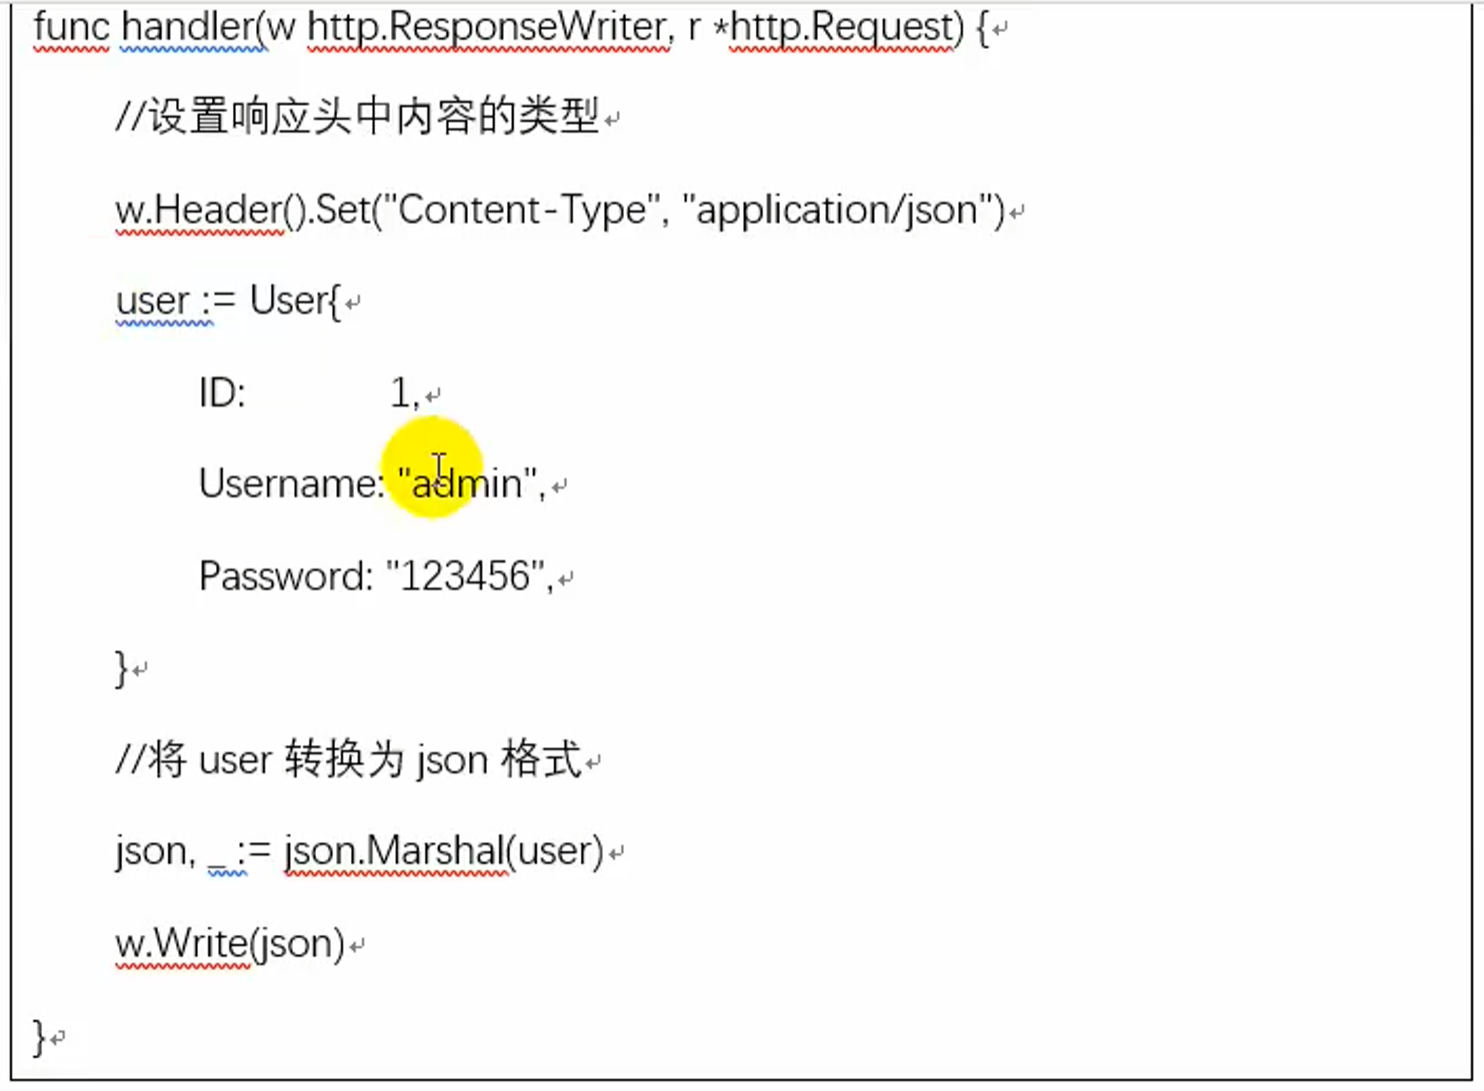 func handler(w http.ResponseWriter, r *http.Request) {
//设置响应头中内容的类型
w.Header().Set("Content-Type", "application/json")
user := User{
ID: 1,
Username: "admin",
Password: "123456",
}
//将 user 转换为 json 格式
json, _ := json.Marshal(user)
w.Write(json)
}